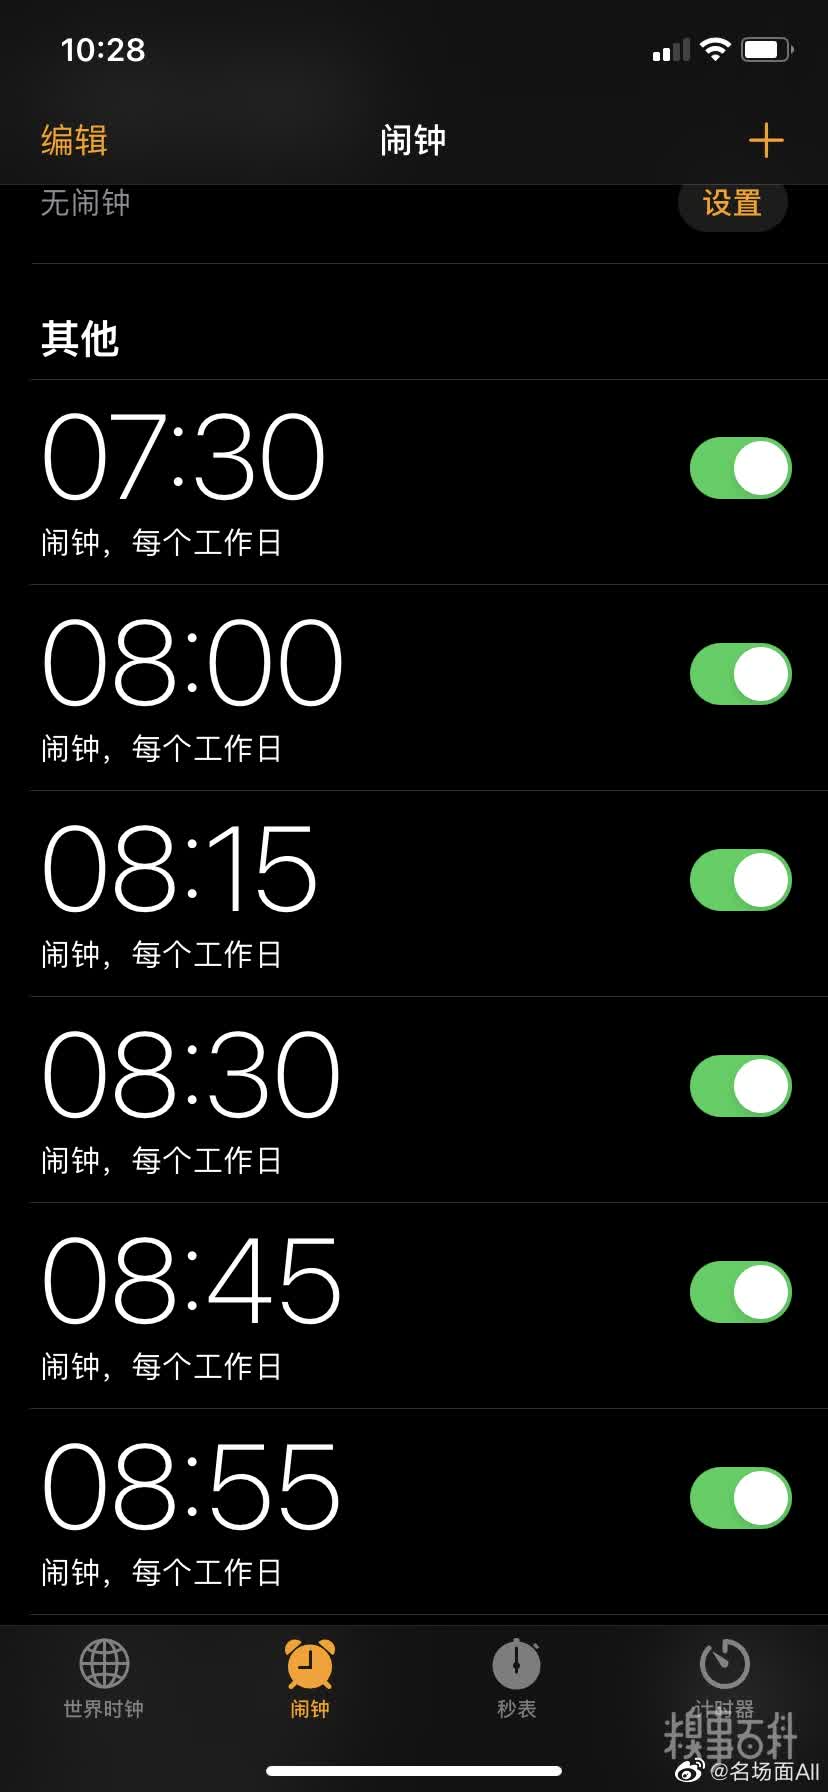 10:28
编辑 闹钟
无闹钟 设置
其他
07:30
闹钟，每个工作日
08:00
闹钟，每个工作日
08:15
闹钟，每个工作日
08:30
闹钟，每个工作日
08:45
闹钟，每个工作日
08:55
闹钟，每个工作日
世界时钟 闹钟 秒表 计时器
糗事百科
@名场面All